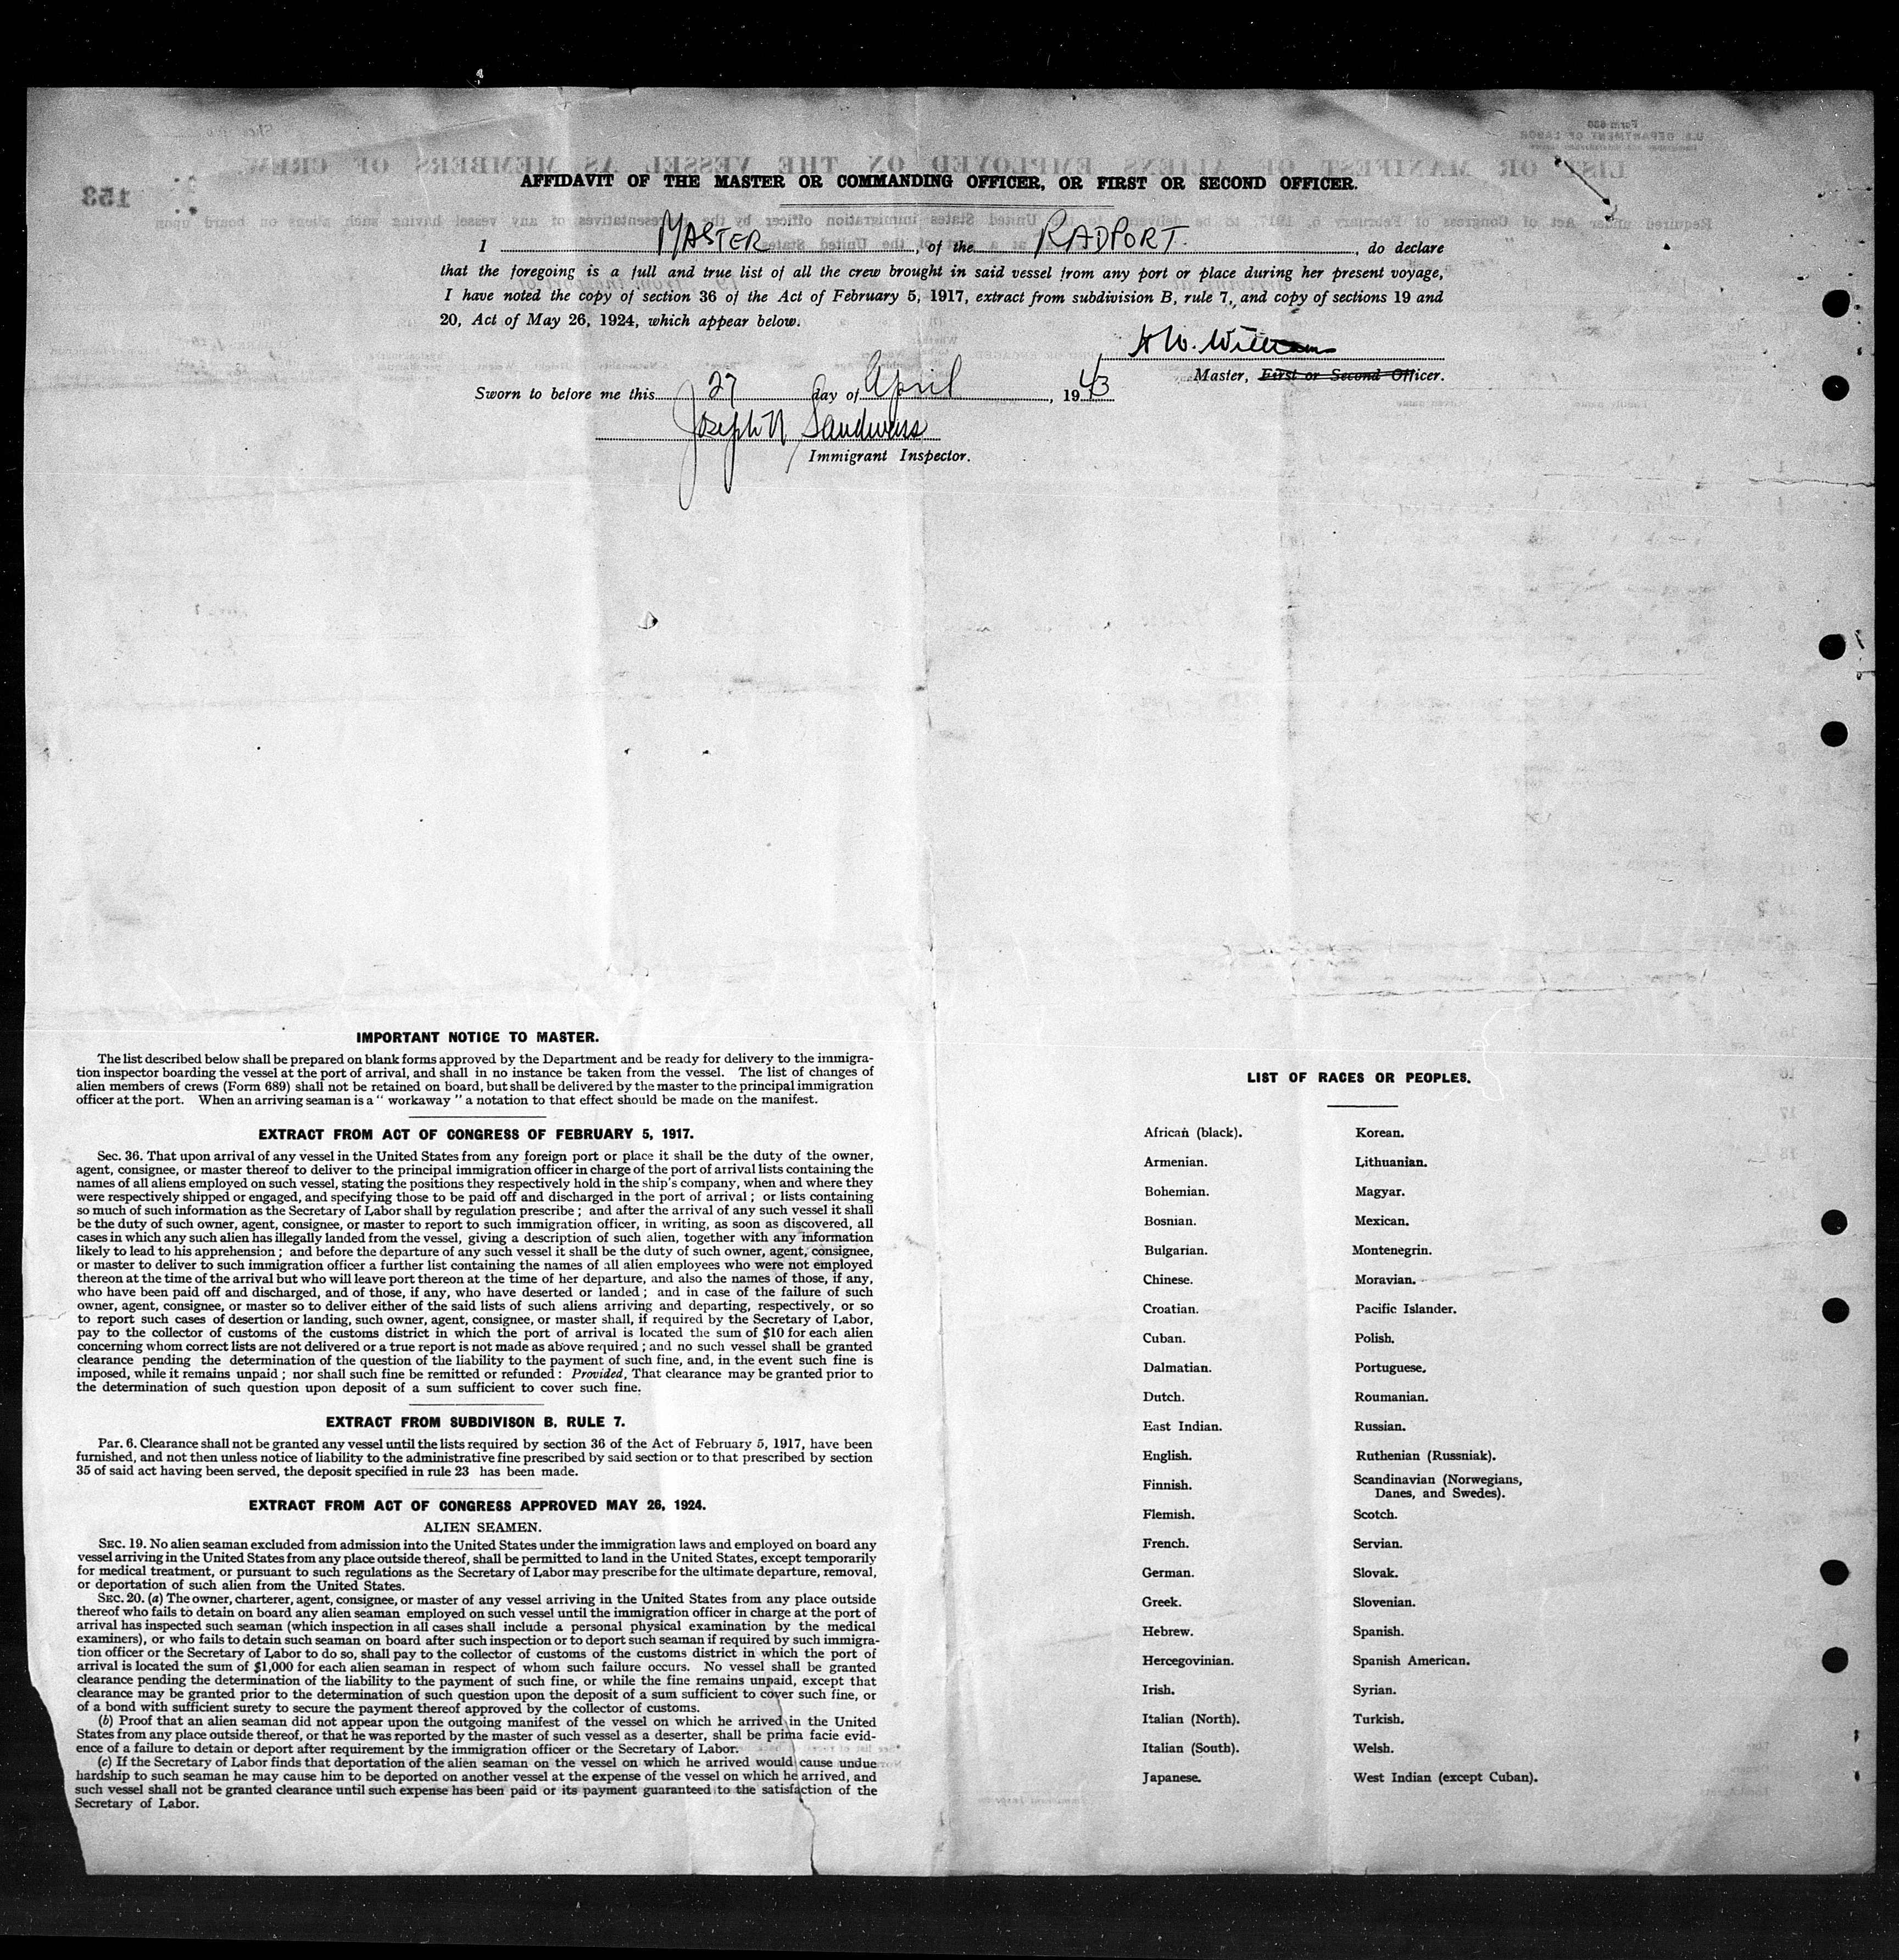 AFFIDAVIT OF THE MASTER OR COMMANDING OFFICER, OR FIRST OR SECOND OFFICER.
I MASTER, of the RADPORT., do declare
that the foregoing is a full and true list of all the crew brought in said vessel from any port or place during her present voyage,
I have noted the copy of section 36 of the Act of February 5, 1917, extract from subdivision B, rule 7, and copy of sections 19 and
20, Act of May 26, 1924, which appear below.
Master, First or Second Officer.
Sworn to before me this 27 day of April, 1943
Joseph N.
Immigrant Inspector.
IMPORTANT NOTICE TO MASTER.
The list described below shall be prepared on blank forms approved by the Department and be ready for delivery to the immigra-
tion inspector boarding the vessel at the port of arrival, and shall in no instance be taken from the vessel. The list of changes of
alien members of crews (Form 689) shall not be retained on board, but shall be delivered by the master to the principal immigration
officer at the port. When an arriving seaman is a " workaway " a notation to that effect should be made on the manifest.
EXTRACT FROM ACT OF CONGRESS OF FEBRUARY 5, 1917.
Sec. 36. That upon arrival of any vessel in the United States from any foreign port or place it shall be the duty of the owner,
agent, consignee, or master thereof to deliver to the principal immigration officer in charge of the port of arrival lists containing the
names of all aliens employed on such vessel, stating the positions they respectively hold in the ship's company, when and where they
were respectively shipped or engaged, and specifying those to be paid off and discharged in the port of arrival ; or lists containing
so much of such information as the Secretary of Labor shall by regulation prescribe ; and after the arrival of any such vessel it shall
be the duty of such owner, agent, consignee, or master to report to such immigration officer, in writing, as soon as discovered, all
cases in which any such alien has illegally landed from the vessel, giving a description of such alien, together with any information
likely to lead to his apprehension ; and before the departure of any such vessel it shall be the duty of such owner, agent, consignee,
or master to deliver to such immigration officer a further list containing the names of all alien employees who were not employed
thereon at the time of the arrival but who will leave port thereon at the time of her departure, and also the names of those, if any,
who have been paid off and discharged, and of those, if any, who have deserted or landed ; and in case of the failure of such
owner, agent, consignee, or master so to deliver either of the said lists of such aliens arriving and departing, respectively, or so
to report such cases of desertion or landing, such owner, agent, consignee, or master shall, if required by the Secretary of Labor,
pay to the collector of customs of the customs district in which the port of arrival is located the sum of $10 for each alien
concerning whom correct lists are not delivered or a true report is not made as above required ; and no such vessel shall be granted
clearance pending the determination of the question of the liability to the payment of such fine, and, in the event such fine is
imposed, while it remains unpaid ; nor shall such fine be remitted or refunded : Provided, That clearance may be granted prior to
the determination of such question upon deposit of a sum sufficient to cover such fine.
EXTRACT FROM SUBDIVISON B, RULE 7.
Par. 6. Clearance shall not be granted any vessel until the lists required by section 36 of the Act of February 5, 1917, have been
furnished, and not then unless notice of liability to the administrative fine prescribed by said section or to that prescribed by section
35 of said act having been served, the deposit specified in rule 23 has been made.
EXTRACT FROM ACT OF CONGRESS APPROVED MAY 26, 1924.
ALIEN SEAMEN.
SEC. 19. No alien seaman excluded from admission into the United States under the immigration laws and employed on board any
vessel arriving in the United States from any place outside thereof, shall be permitted to land in the United States, except temporarily
for medical treatment, or pursuant to such regulations as the Secretary of Labor may prescribe for the ultimate departure, removal,
or deportation of such alien from the United States.
SEC. 20. (a) The owner, charterer, agent, consignee, or master of any vessel arriving in the United States from any place outside
thereof who fails to detain on board any alien seaman employed on such vessel until the immigration officer in charge at the port of
arrival has inspected such seaman (which inspection in all cases shall include a personal physical examination by the medical
examiners), or who fails to detain such seaman on board after such inspection or to deport such seaman if required by such immigra-
tion officer or the Secretary of Labor to do so, shall pay to the collector of customs of the customs district in which the port of
arrival is located the sum of $1,000 for each alien seaman in respect of whom such failure occurs. No vessel shall be granted
clearance pending the determination of the liability to the payment of such fine, or while the fine remains unpaid, except that
clearance may be granted prior to the determination of such question upon the deposit of a sum sufficient to cover such fine, or
of a bond with sufficient surety to secure the payment thereof approved by the collector of customs.
(b) Proof that an alien seaman did not appear upon the outgoing manifest of the vessel on which he arrived in the United
States from any place outside thereof, or that he was reported by the master of such vessel as a deserter, shall be prima facie evid-
ence of a failure to detain or deport after requirement by the immigration officer or the Secretary of Labor.
(c) If the Secretary of Labor finds that deportation of the alien seaman on the vessel on which he arrived would cause undue
hardship to such seaman he may cause him to be deported on another vessel at the expense of the vessel on which he arrived, and
such vessel shall not be granted clearance until such expense has been paid or its payment guaranteed to the satisfaction of the
Secretary of Labor.
LIST OF RACES OR PEOPLES.
African (black).
Armenian.
Bohemian.
Bosnian.
Bulgarian.
Chinese.
Croatian.
Cuban.
Dalmatian.
Dutch.
East Indian.
English.
Finnish.
Flemish.
French.
German.
Greek.
Hebrew.
Hercegovinian.
Irish.
Italian (North).
Italian (South).
Japanese.
Korean.
Lithuanian.
Magyar.
Mexican.
Montenegrin.
Moravian.
Pacific Islander.
Polish.
Portuguese.
Roumanian.
Russian.
Ruthenian (Russniak).
Scandinavian (Norwegians,
Danes, and Swedes).
Scotch.
Servian.
Slovak.
Slovenian.
Spanish.
Spanish American.
Syrian.
Turkish.
Welsh.
West Indian (except Cuban).